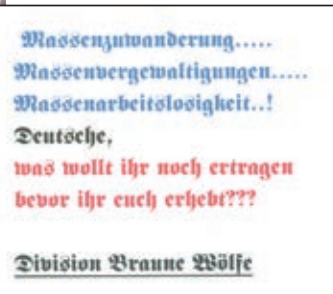 Massenzuwanderung.....
Massenvergewaltigungen.....
Massenarbeitslosigkeit..!
Deutsche,
was wollt ihr noch ertragen
bevor ihr euch erhebt???
Division Braune Wölfe